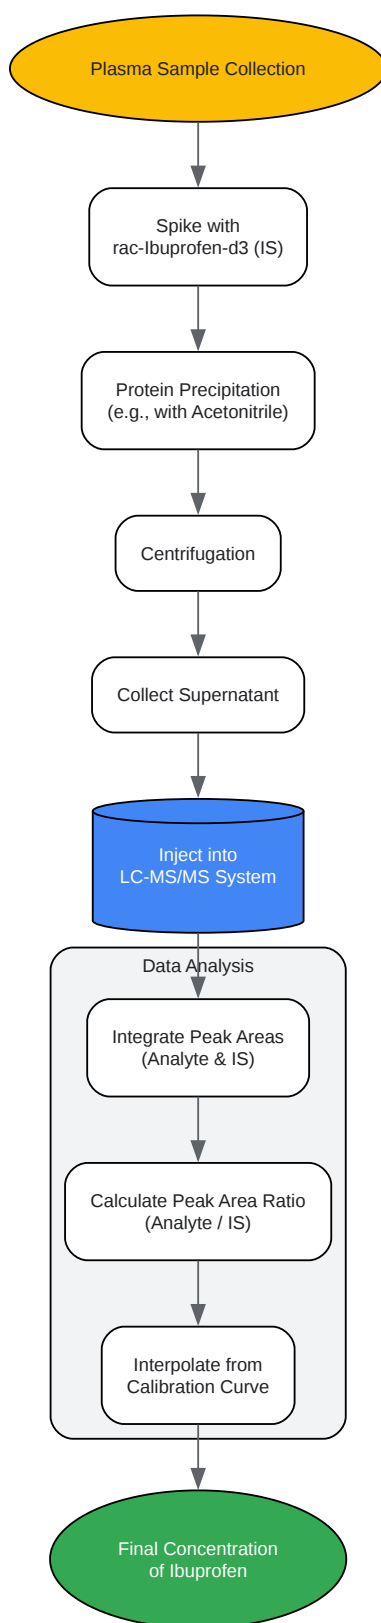 Plasma Sample Collection
Spike with
rac-Ibuprofen-d3 (IS)
Protein Precipitation
(e.g., with Acetonitrile)
Centrifugation
Collect Supernatant
Inject into
LC-MS/MS System
Data Analysis
Integrate Peak Areas
(Analyte & IS)
Calculate Peak Area Ratio
(Analyte / IS)
Interpolate from
Calibration Curve
Final Concentration
of Ibuprofen